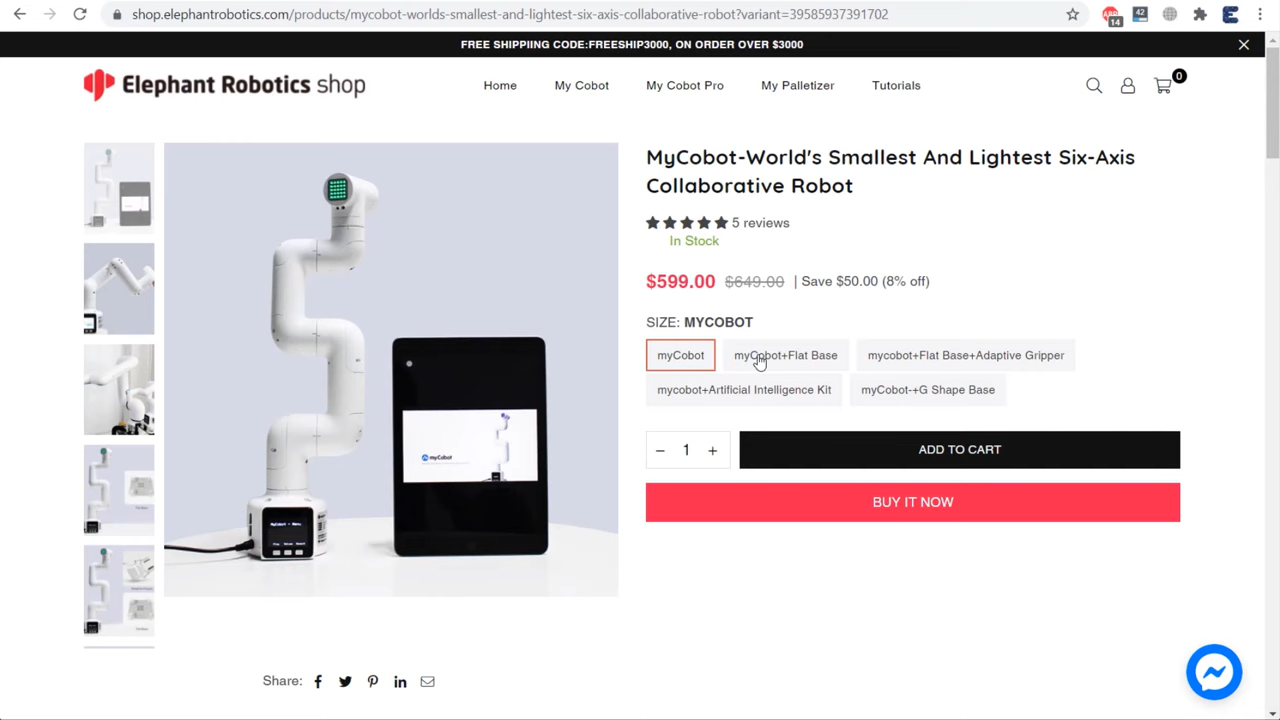 shop.elephantrobotics.com/products/mycobot-worlds-smallest-and-lightest-six-axis-collaborative-robot?variant=39585937391702
14
42
FREE SHIPIING CODE:FREESHIP3000, ON ORDER OVER $3000
Elephant Robotics shop
Home
My Cobot
My Cobot Pro
My Palletizer
Tutorials
0
MyCobot-World's Smallest And Lightest Six-Axis
Collaborative Robot
5 reviews
In Stock
$599.00 $649.00 | Save $50.00 (8% off)
SIZE: MYCOBOT
myCobot
myCobot+Flat Base
mycobot+Flat Base+Adaptive Gripper
mycobot+Artificial Intelligence Kit
myCobot-+G Shape Base
− 1 +
ADD TO CART
BUY IT NOW
myCobot
Share: